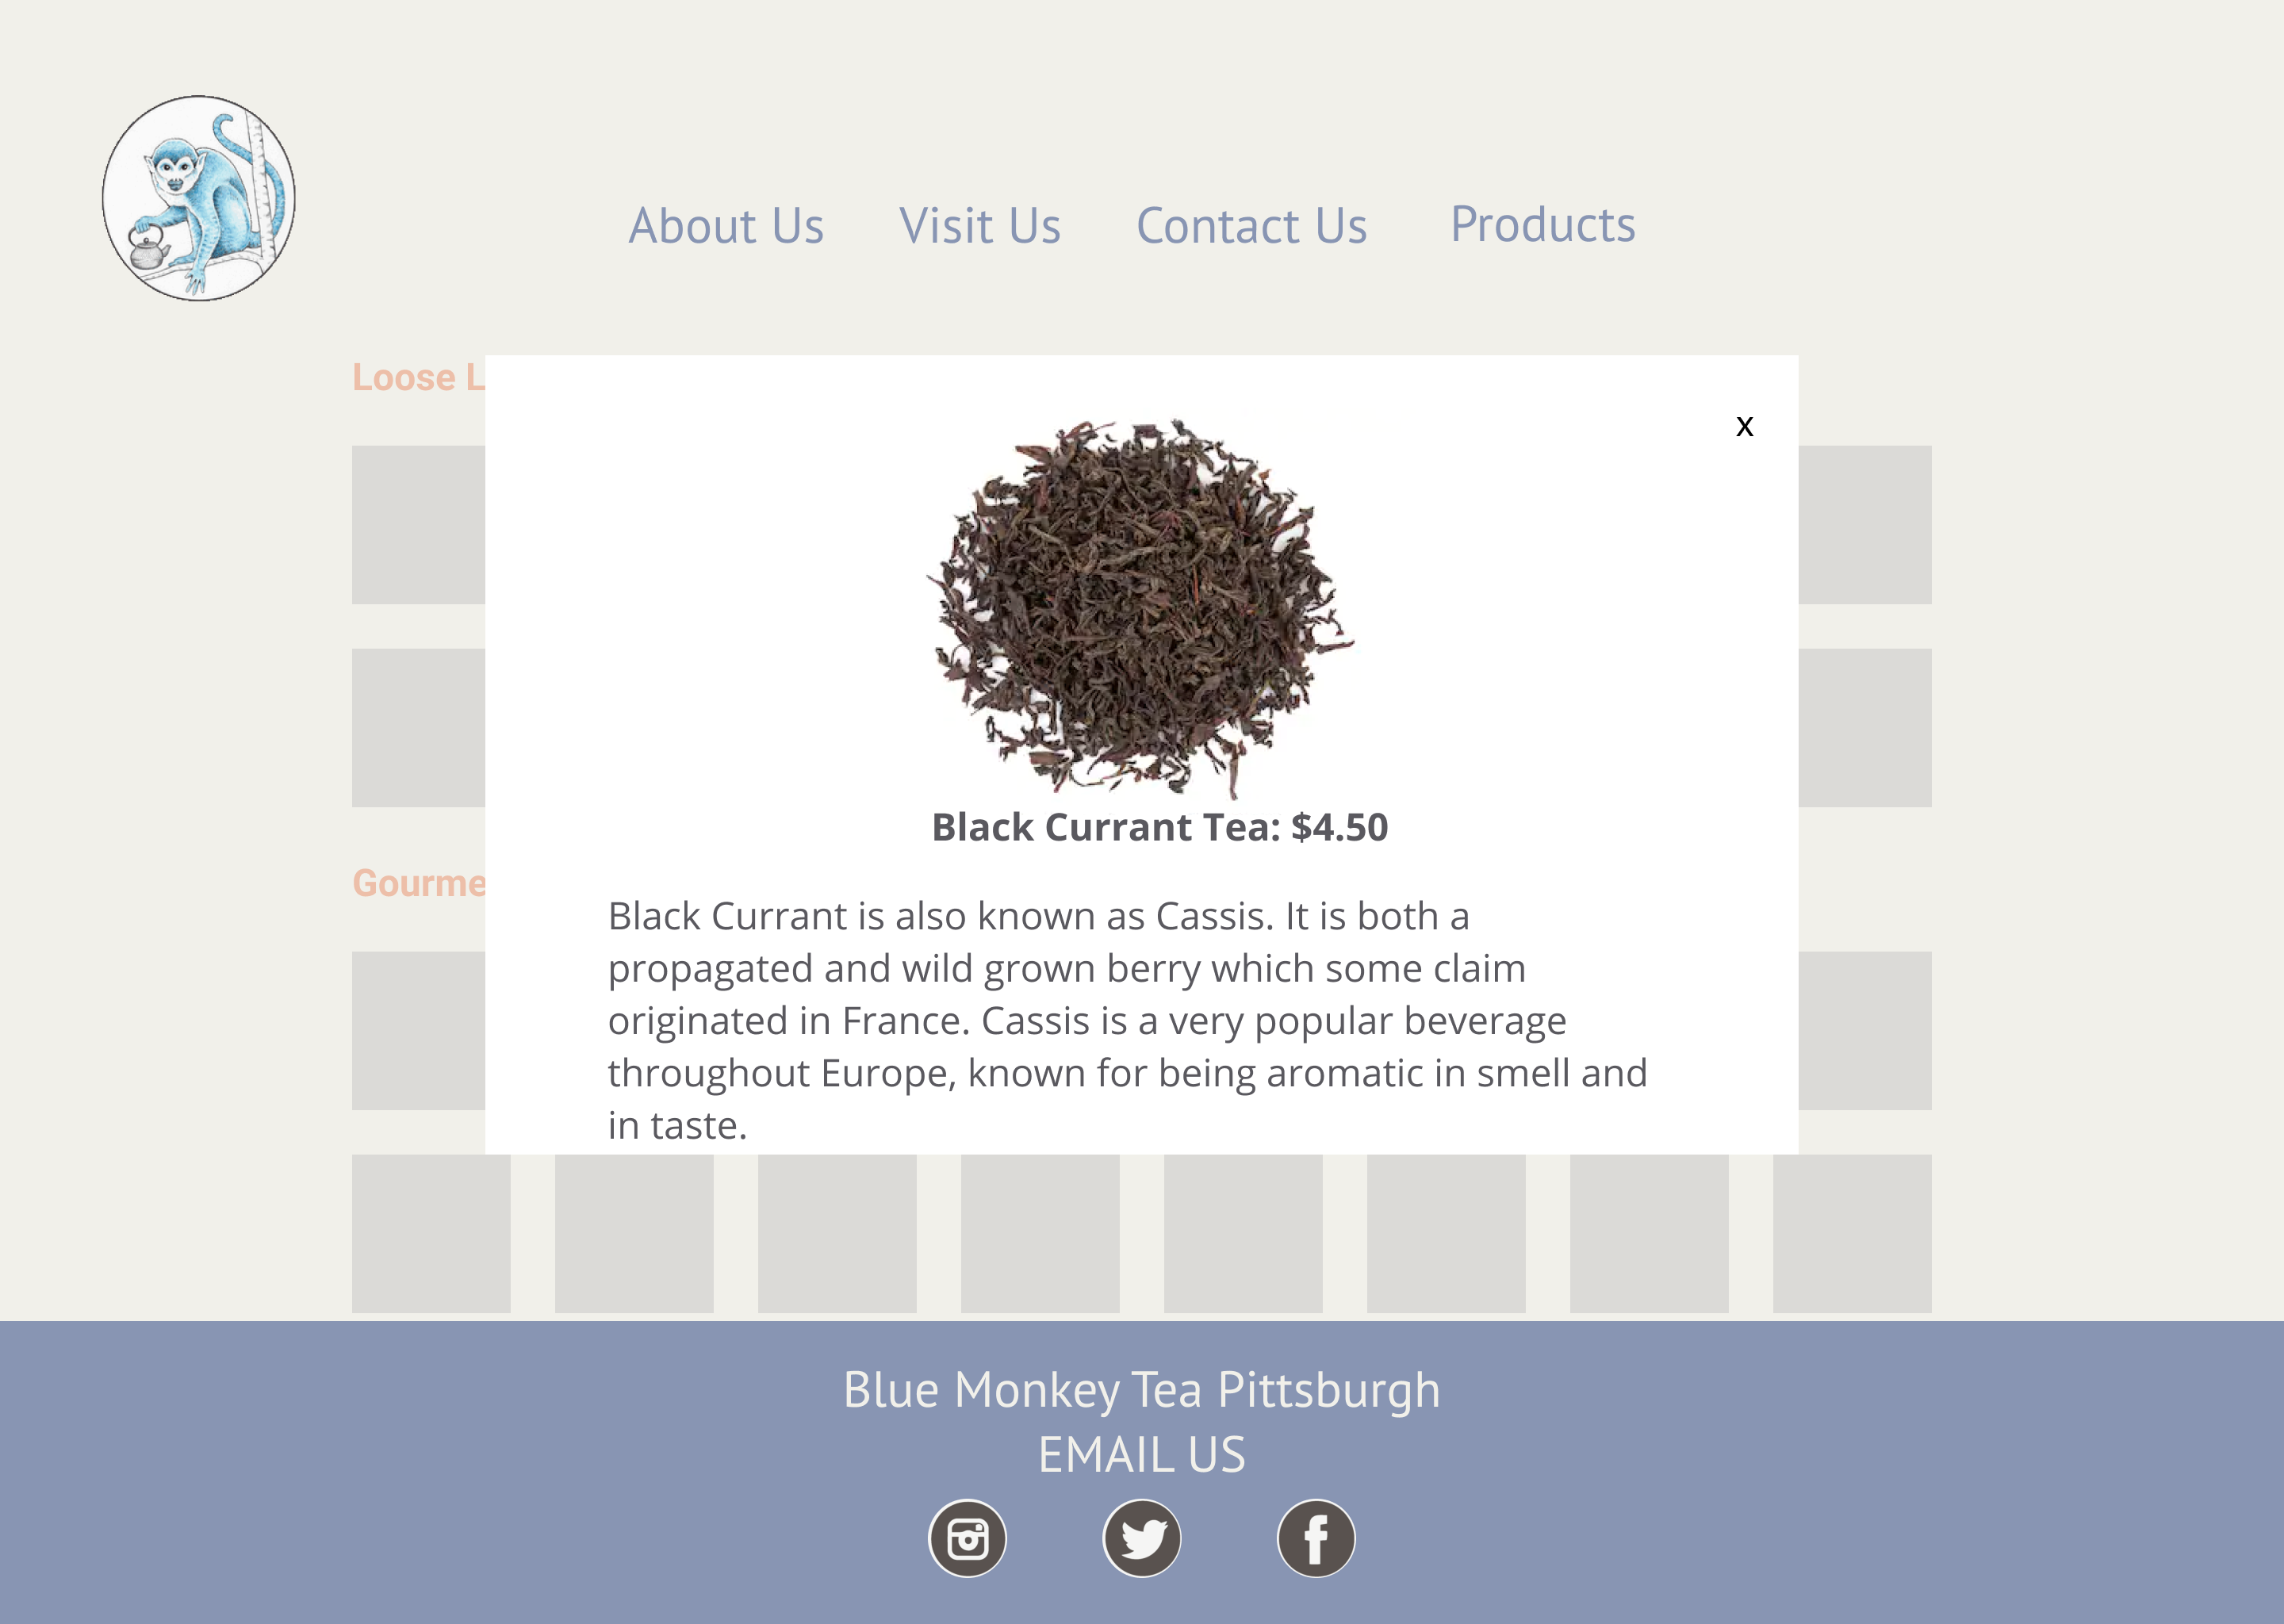 About Us Visit Us Contact Us Products
Loose L
x
Black Currant Tea: $4.50
Gourme
Black Currant is also known as Cassis. It is both a
propagated and wild grown berry which some claim
originated in France. Cassis is a very popular beverage
throughout Europe, known for being aromatic in smell and
in taste.
Blue Monkey Tea Pittsburgh
EMAIL US